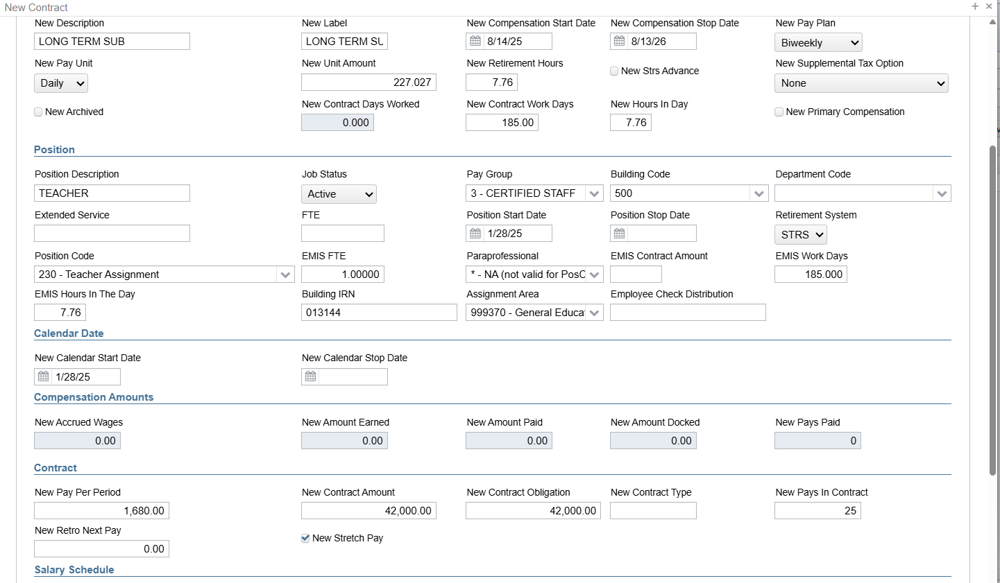 New Contract
New Description New Label New Compensation Start Date New Compensation Stop Date New Pay Plan
LONG TERM SUB LONG TERM SU 8/14/25 8/13/26 Biweekly
New Pay Unit New Unit Amount New Retirement Hours New Strs Advance New Supplemental Tax Option
Daily 227.027 7.76 None
New Archived New Contract Days Worked New Contract Work Days New Hours In Day New Primary Compensation
0.000 185.00 7.76
Position
Position Description Job Status Pay Group Building Code Department Code
TEACHER Active 3 - CERTIFIED STAFF 500
Extended Service FTE Position Start Date Position Stop Date Retirement System
1/28/25 STRS
Position Code EMIS FTE Paraprofessional EMIS Contract Amount EMIS Work Days
230 - Teacher Assignment 1.00000 * - NA (not valid for PosC 185.000
EMIS Hours In The Day Building IRN Assignment Area Employee Check Distribution
7.76 013144 999370 - General Educa
Calendar Date
New Calendar Start Date New Calendar Stop Date
1/28/25
Compensation Amounts
New Accrued Wages New Amount Earned New Amount Paid New Amount Docked New Pays Paid
0.00 0.00 0.00 0.00 0
Contract
New Pay Per Period New Contract Amount New Contract Obligation New Contract Type New Pays In Contract
1,680.00 42,000.00 42,000.00 25
New Retro Next Pay New Stretch Pay
0.00
Salary Schedule